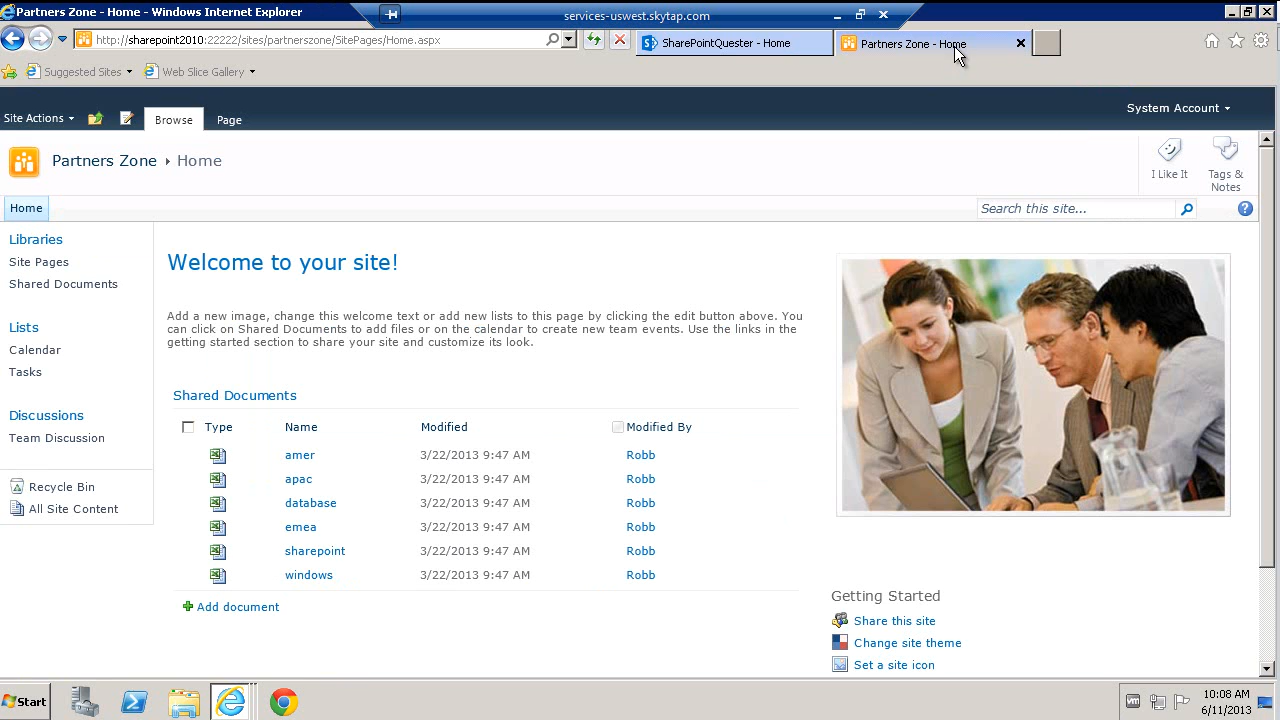 Partners Zone - Home - Windows Internet Explorer
services-uswest.skytap.com
http://sharepoint2010:22222/sites/partnerszone/SitePages/Home.aspx
SharePointQuester - Home
Partners Zone - Home
Suggested Sites
Web Slice Gallery
Site Actions
Browse
Page
System Account
Partners Zone
Home
I Like It
Tags &
Notes
Home
Search this site...
Libraries
Site Pages
Shared Documents
Lists
Calendar
Tasks
Discussions
Team Discussion
Recycle Bin
All Site Content
Welcome to your site!
Add a new image, change this welcome text or add new lists to this page by clicking the edit button above. You
can click on Shared Documents to add files or on the calendar to create new team events. Use the links in the
getting started section to share your site and customize its look.
Shared Documents
Type Name Modified Modified By
amer 3/22/2013 9:47 AM Robb
apac 3/22/2013 9:47 AM Robb
database 3/22/2013 9:47 AM Robb
emea 3/22/2013 9:47 AM Robb
sharepoint 3/22/2013 9:47 AM Robb
windows 3/22/2013 9:47 AM Robb
Add document
Getting Started
Share this site
Change site theme
Set a site icon
Start
10:08 AM
6/11/2013